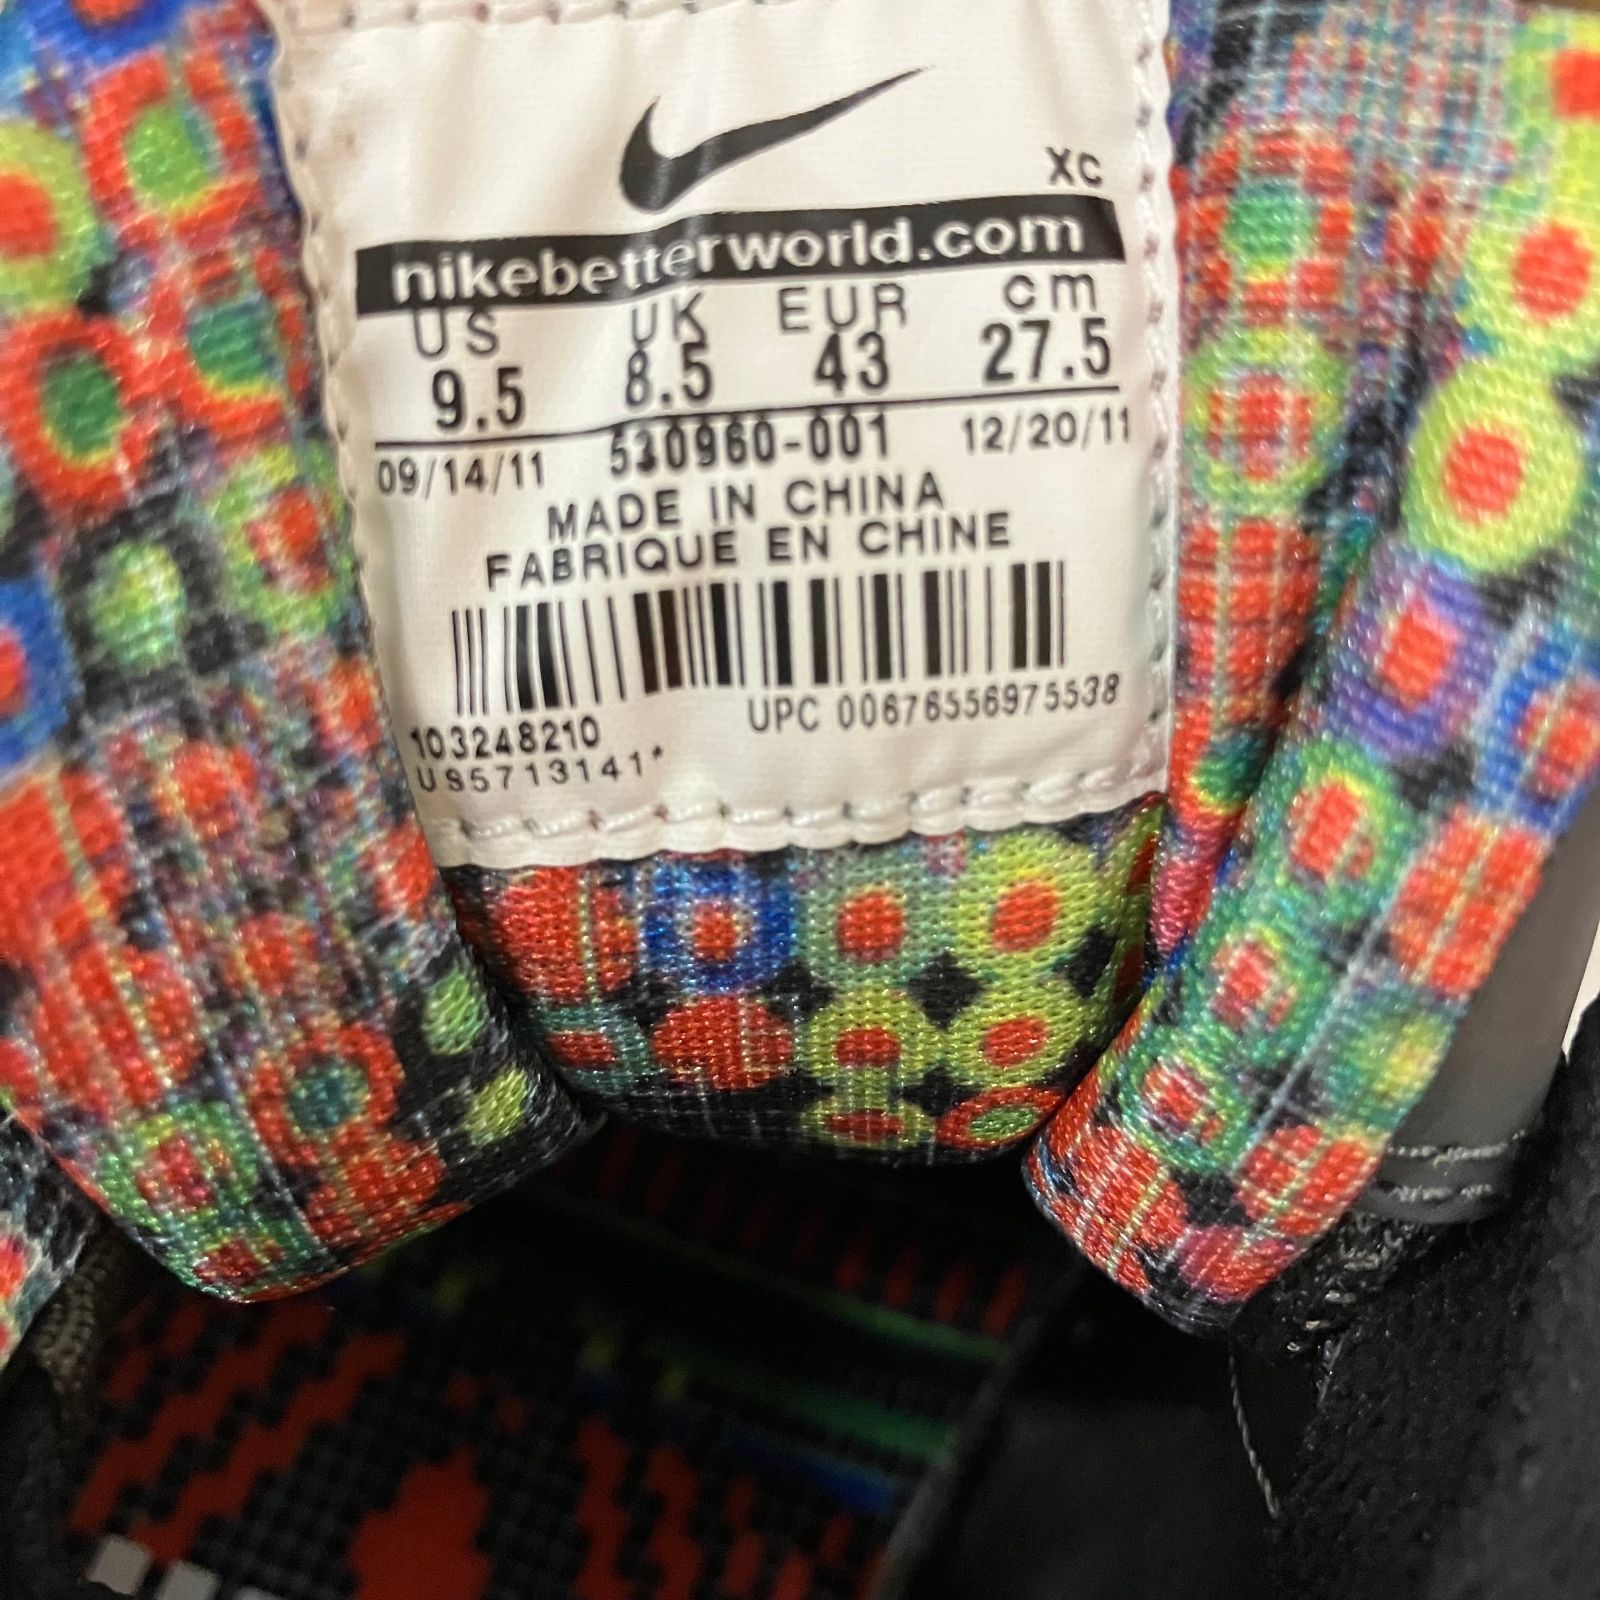 XC
nikebetterworld.com
US UK EUR cm
9.5 8.5 43 27.5
09/14/11 530960-001 12/20/11
MADE IN CHINA
FABRIQUE EN CHINE
103248210 UPC 00676556975538
US5713141*